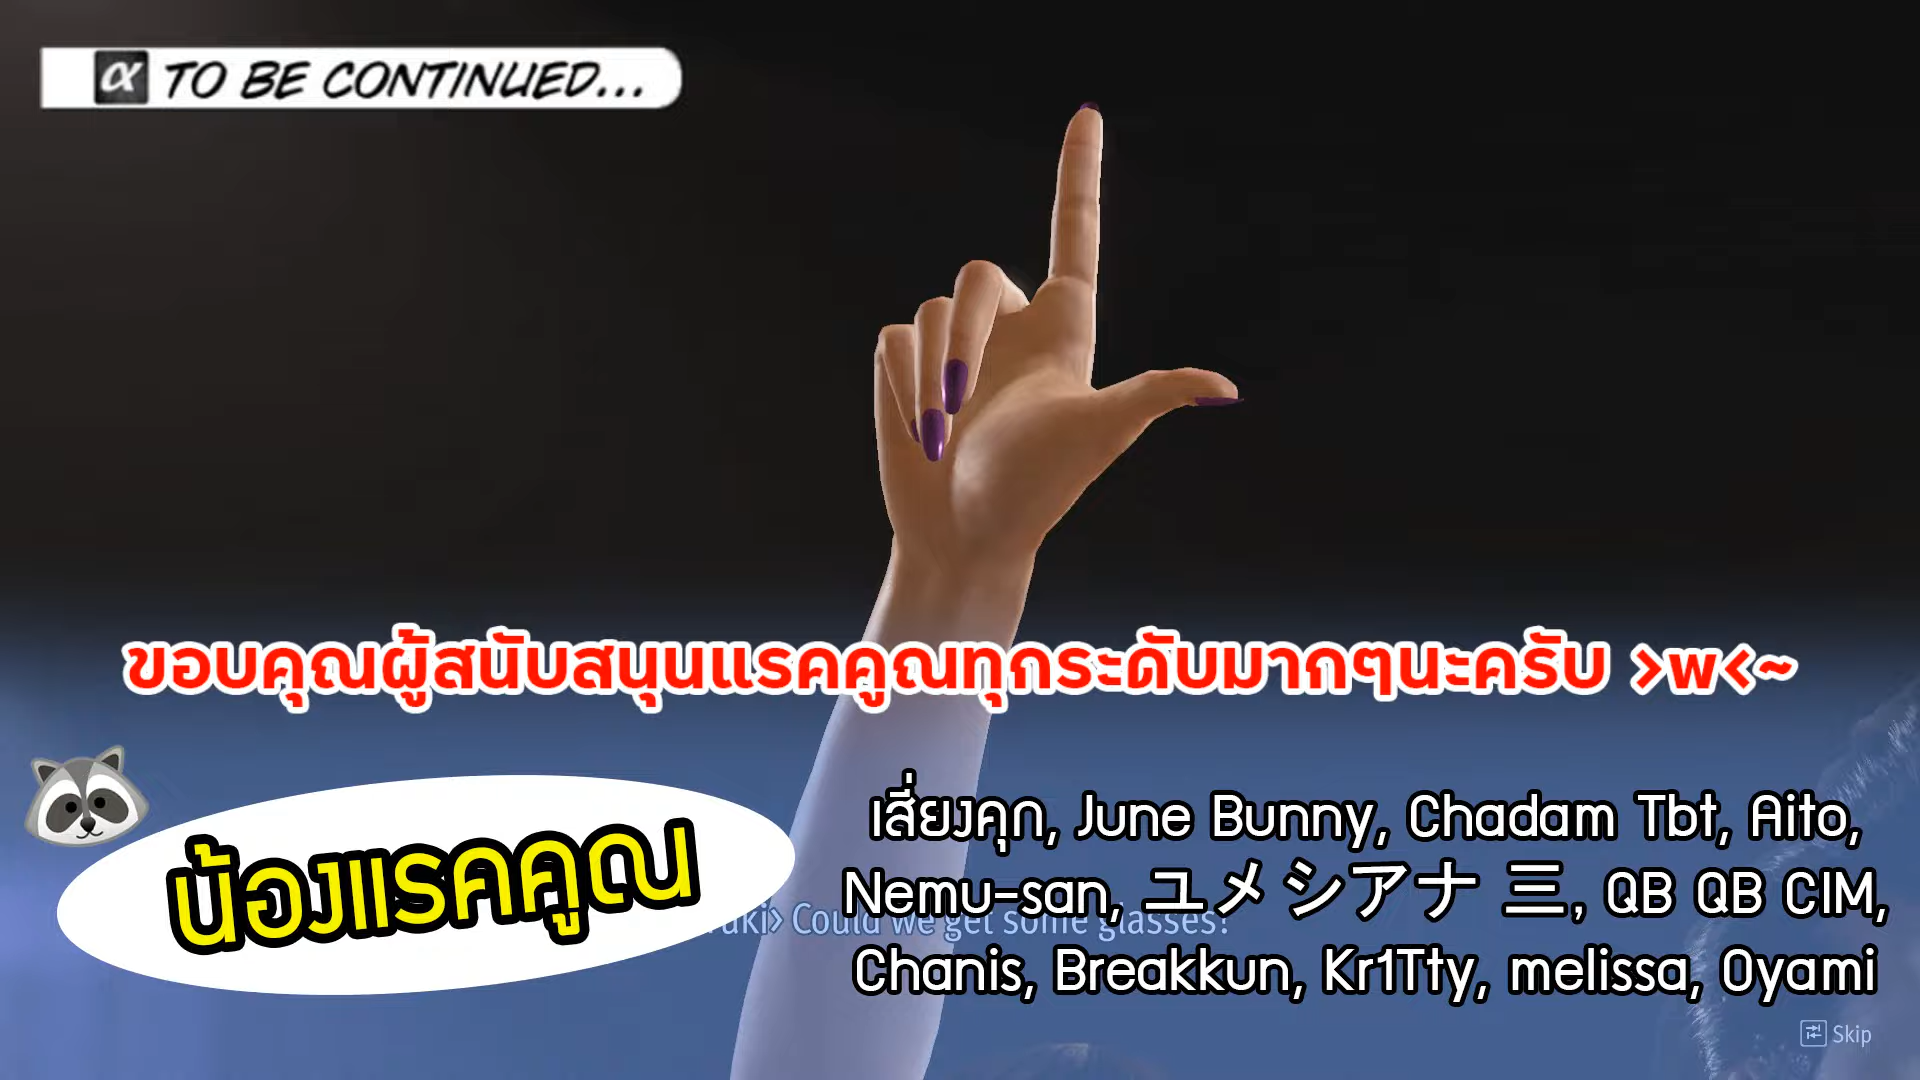 α TO BE CONTINUED...
ขอบคุณผู้สนับสนุนแรคคูณทุกระดับมากๆนะครับ >w<~
น้องแรคคูณ
เสี่ยงคุก, June Bunny, Chadam Tbt, Aito,
Nemu-san, ユメシアナ 三, QB QB CIM,
Could we get some glasses?
Chanis, Breakkun, Kr1Tty, melissa, Oyami
Skip